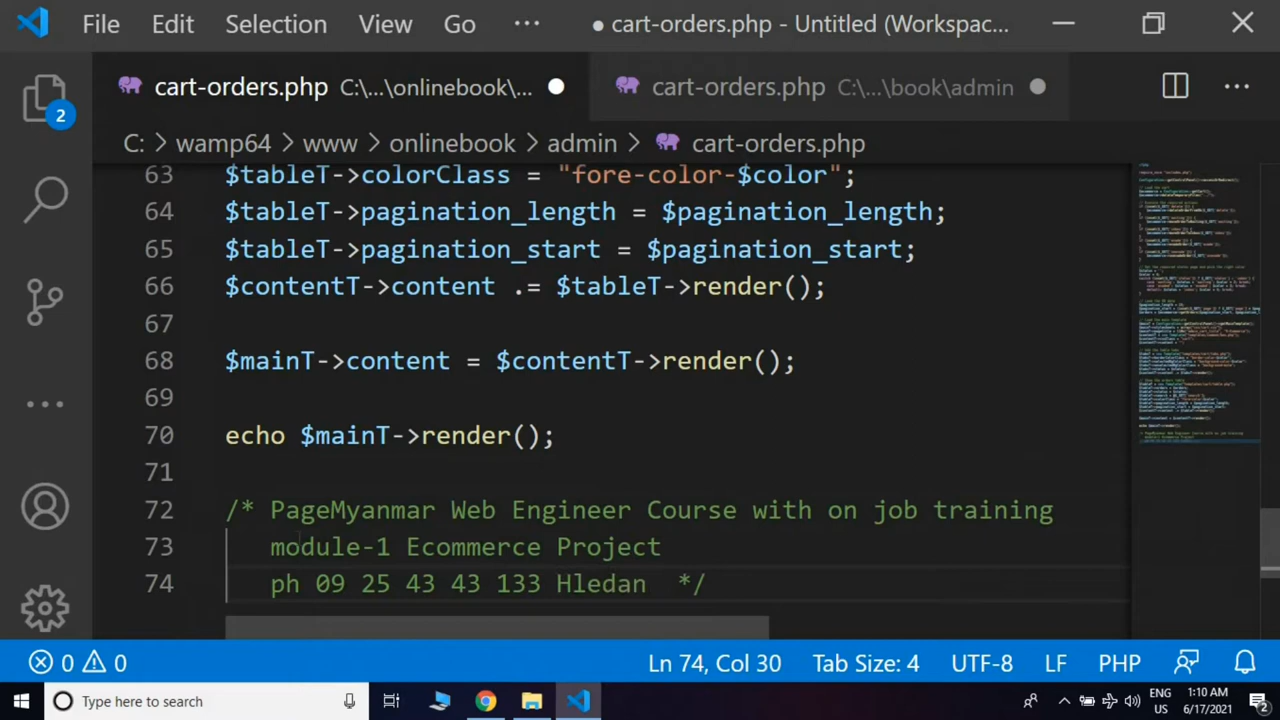 File Edit Selection View Go ··· ● cart-orders.php - Untitled (Workspac...
cart-orders.php C:\...\onlinebook\... ● cart-orders.php C:\...\book\admin ●
2
C: > wamp64 > www > onlinebook > admin > cart-orders.php
63 $tableT->colorClass = "fore-color-$color";
64 $tableT->pagination_length = $pagination_length;
65 $tableT->pagination_start = $pagination_start;
66 $contentT->content .= $tableT->render();
67
68 $mainT->content = $contentT->render();
69
70 echo $mainT->render();
71
72 /* PageMyanmar Web Engineer Course with on job training
73 module-1 Ecommerce Project
74 ph 09 25 43 43 133 Hledan */
0 0 Ln 74, Col 30 Tab Size: 4 UTF-8 LF PHP
Type here to search ENG US 1:10 AM 6/17/2021 2